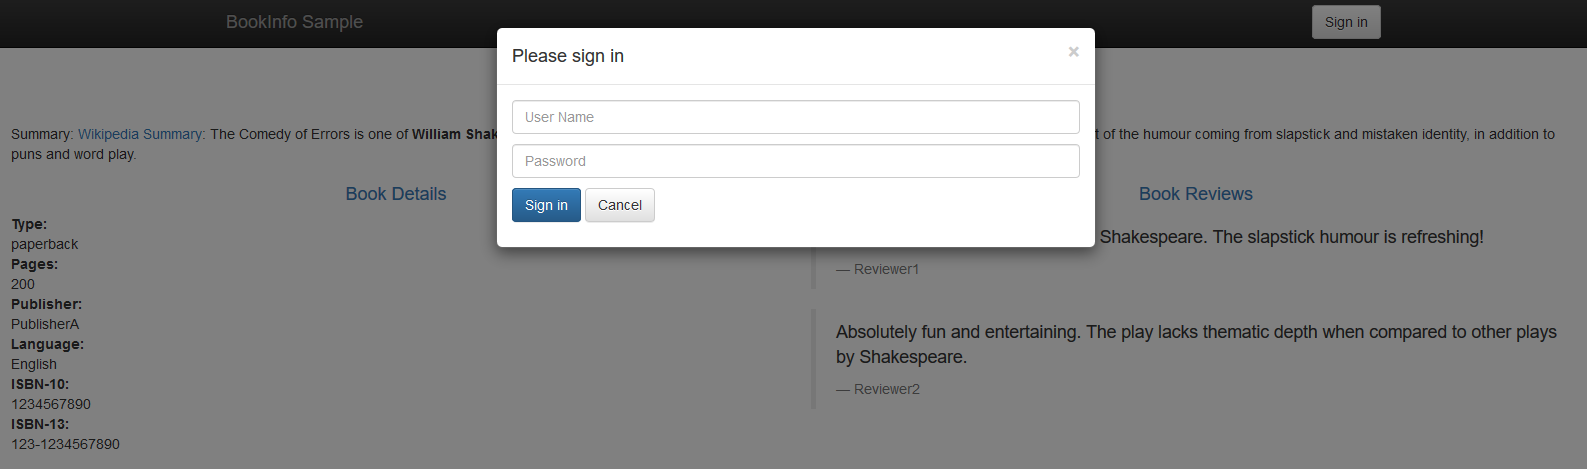 BookInfo Sample
Sign in
Please sign in
×
User Name
Password
Sign in
Cancel
Summary: Wikipedia Summary: The Comedy of Errors is one of William Shak
t of the humour coming from slapstick and mistaken identity, in addition to
puns and word play.
Book Details
Type:
paperback
Pages:
200
Publisher:
PublisherA
Language:
English
ISBN-10:
1234567890
ISBN-13:
123-1234567890
Book Reviews
Shakespeare. The slapstick humour is refreshing!
— Reviewer1
Absolutely fun and entertaining. The play lacks thematic depth when compared to other plays
by Shakespeare.
— Reviewer2